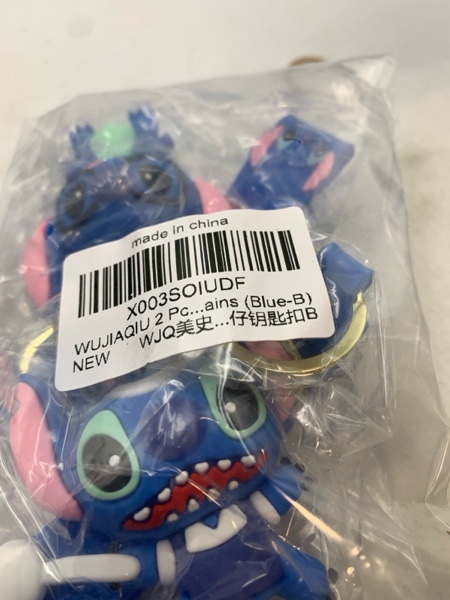 made in china
X003SOIUDF
WUJIAQIU 2 Pc...ains (Blue-B)
NEW WJQ美史...仔钥匙扣B